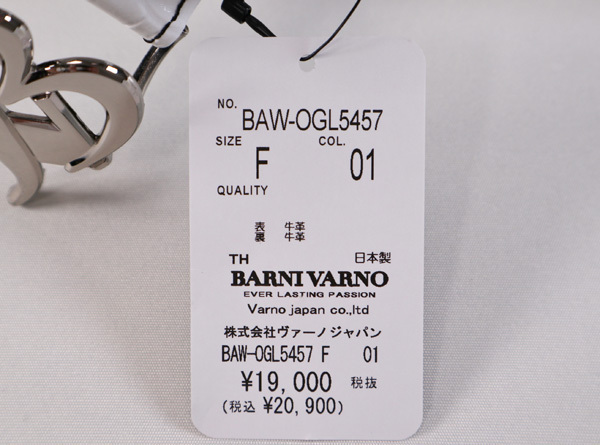 NO. BAW-OGL5457
SIZE F COL. 01
QUALITY
表 牛革
裏 牛革
TH 日本製
BARNI VARNO
EVER LASTING PASSION
Varno japan co.,ltd
株式会社ヴァーノジャパン
BAW-OGL5457 F 01
¥19,000 税抜
(税込 ¥20,900)